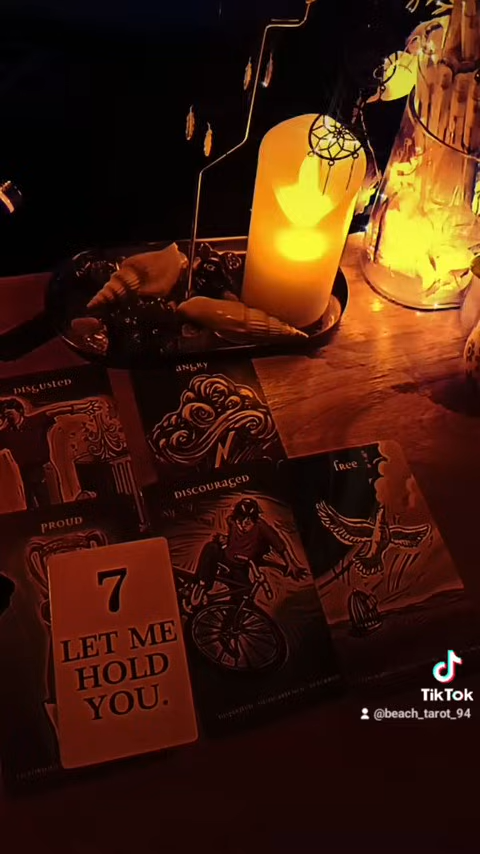 DISGUSTED
ANGRY
DISCOURAGED
free
PROUD
7
LET ME
HOLD
YOU.
TikTok
@beach_tarot_94